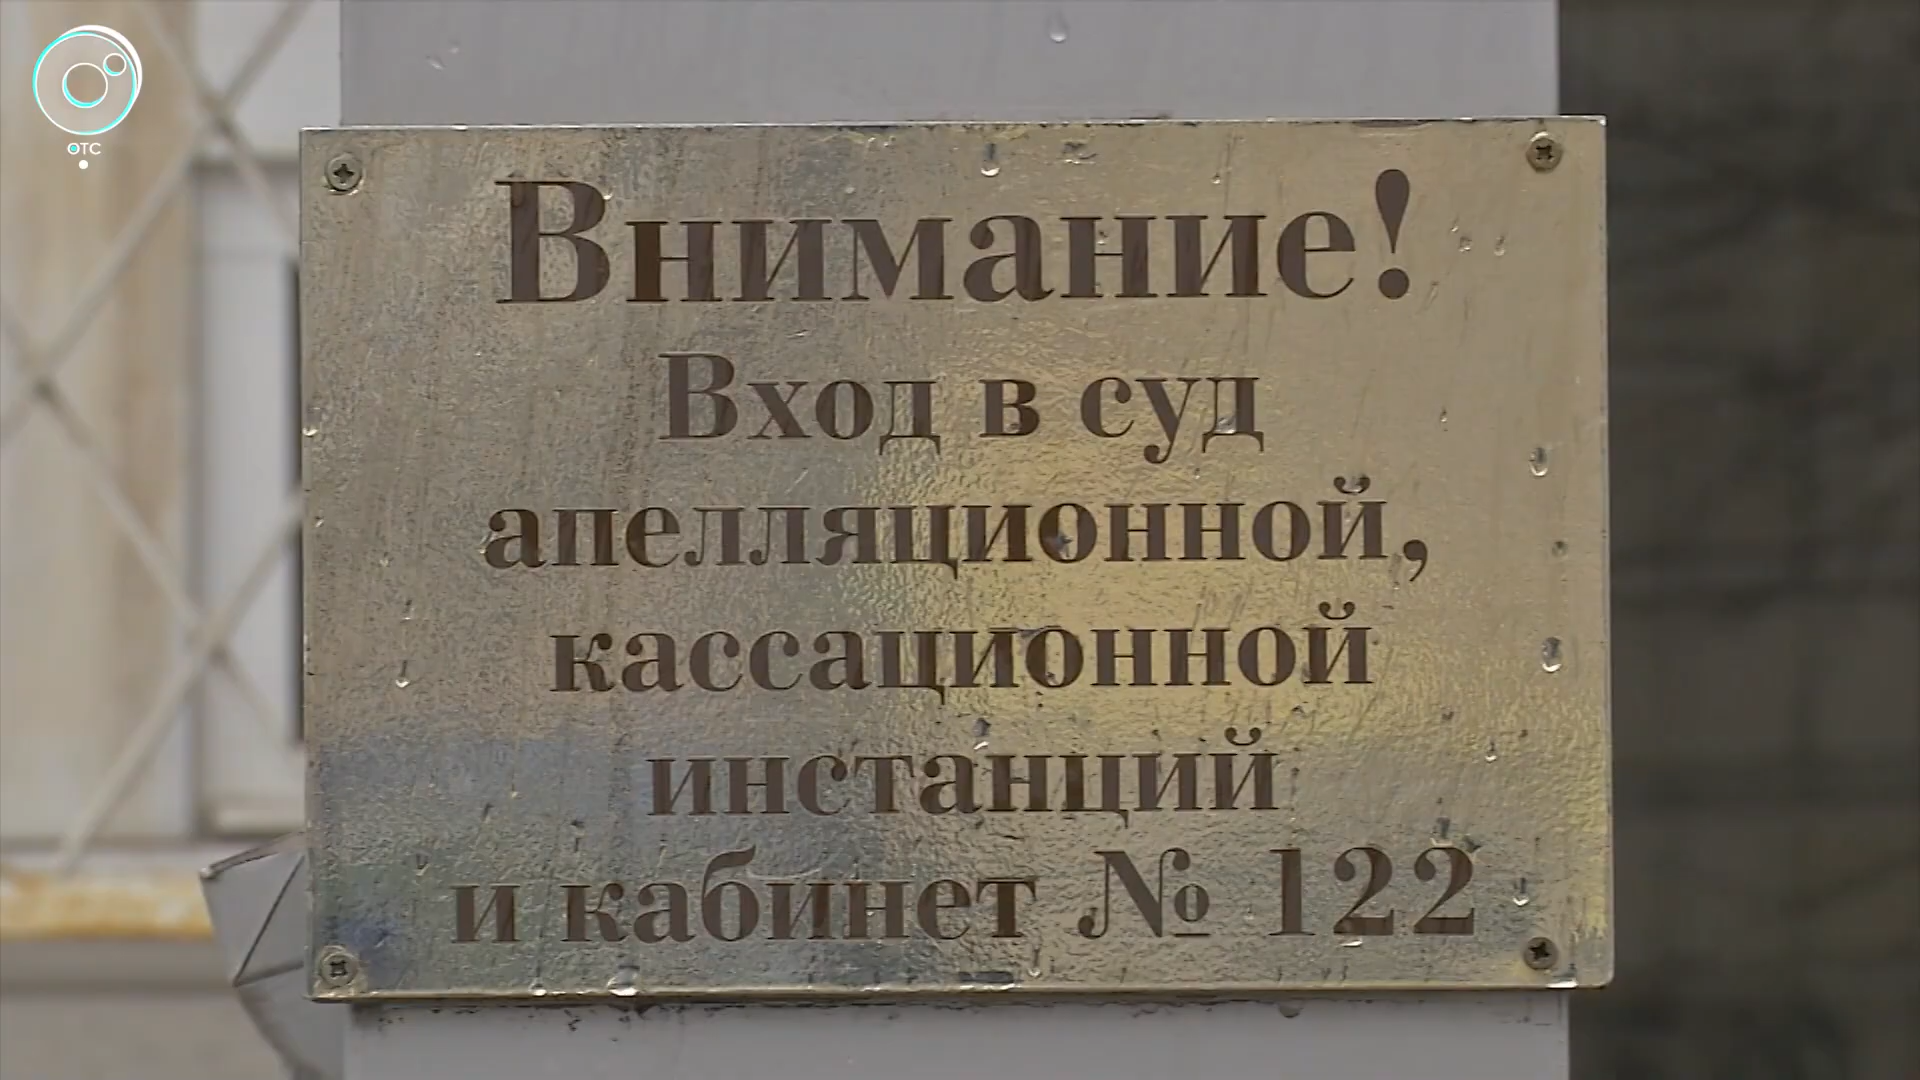 ОТС
Внимание!
Вход в суд
апелляционной,
кассационной
инстанций
и кабинет № 122